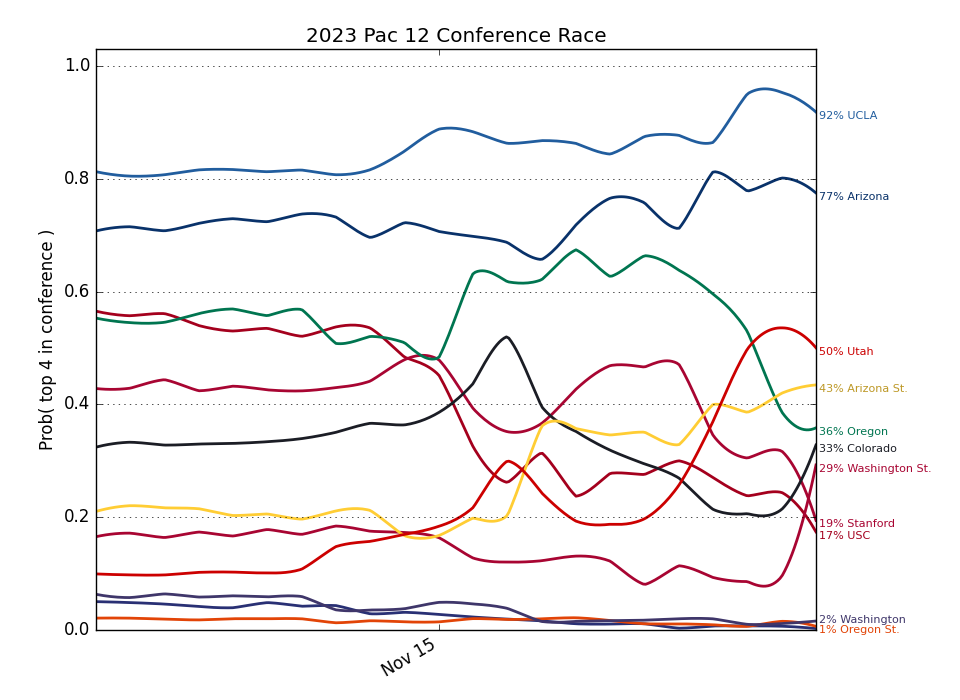 2023 Pac 12 Conference Race
Prob( top 4 in conference )
1.0
0.8
0.6
0.4
0.2
0.0
Nov 15
92% UCLA
77% Arizona
50% Utah
43% Arizona St.
36% Oregon
33% Colorado
29% Washington St.
19% Stanford
17% USC
2% Washington
1% Oregon St.